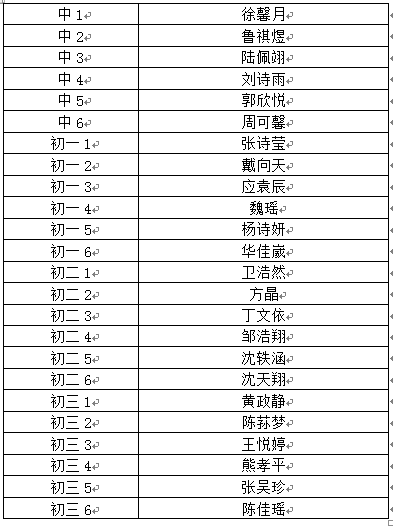 中 1 徐馨月
中 2 鲁祺煜
中 3 陆佩翊
中 4 刘诗雨
中 5 郭欣悦
中 6 周可馨
初一 1 张诗莹
初一 2 戴向天
初一 3 应袁辰
初一 4 魏瑶
初一 5 杨诗妍
初一 6 华佳崴
初二 1 卫浩然
初二 2 方晶
初二 3 丁文依
初二 4 邹浩翔
初二 5 沈轶涵
初二 6 沈天翔
初三 1 黄政静
初三 2 陈荪梦
初三 3 王悦婷
初三 4 熊孝平
初三 5 张吴珍
初三 6 陈佳瑶